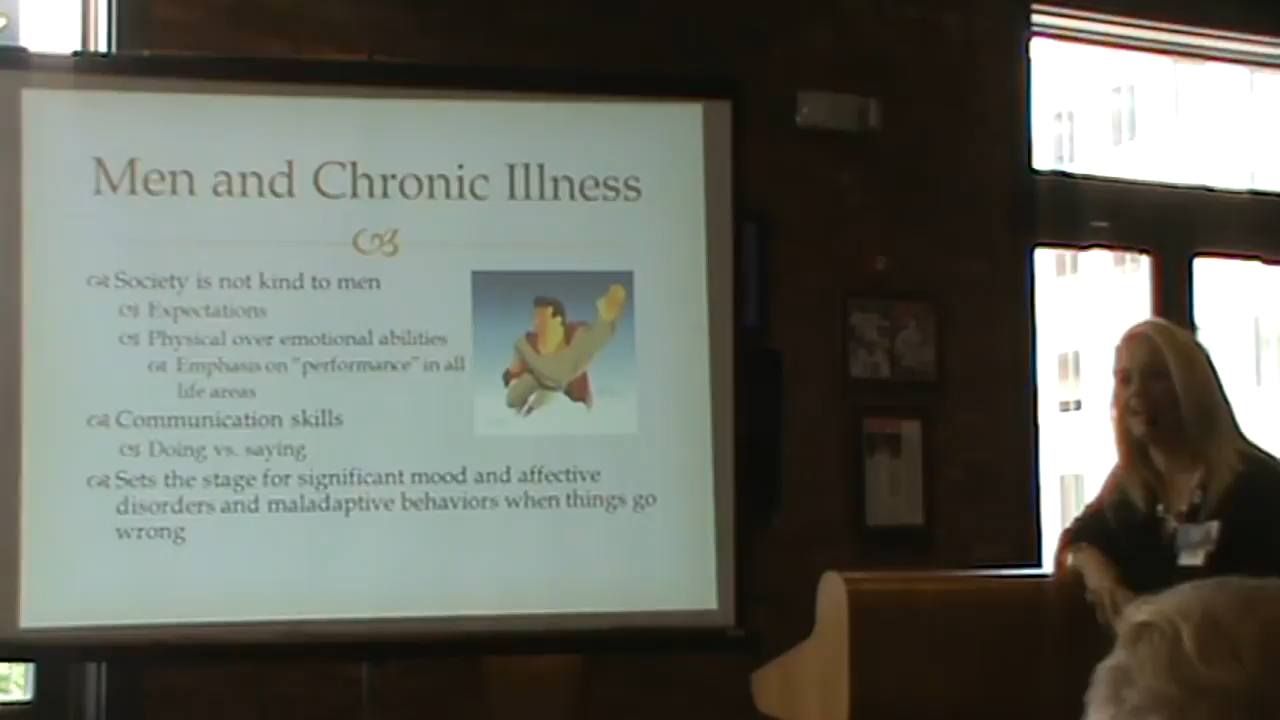 Men and Chronic Illness
Society is not kind to men
Expectations
Physical over emotional abilities
Emphasis on "performance" in all
life areas
Communication skills
Doing vs. saying
Sets the stage for significant mood and affective
disorders and maladaptive behaviors when things go
wrong